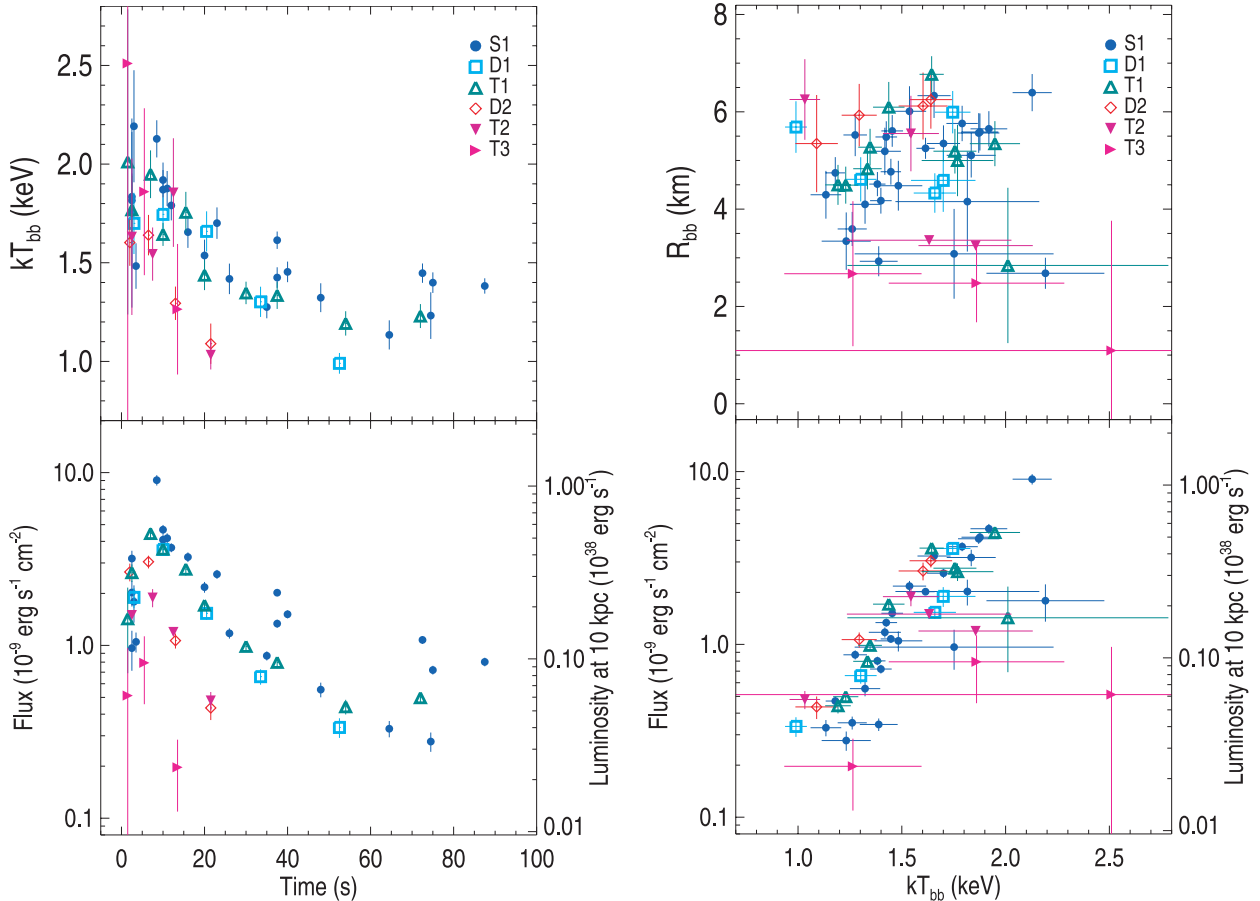 2.5
2.0
1.5
1.0
kT_bb (keV)
S1
D1
T1
D2
T2
T3
8
6
4
2
0
R_bb (km)
S1
D1
T1
D2
T2
T3
10.0
1.0
0.1
Flux (10⁻⁹ erg s⁻¹ cm⁻²)
1.00
0.10
0.01
Luminosity at 10 kpc (10³⁸ erg s⁻¹)
0 20 40 60 80 100
Time (s)
10.0
1.0
0.1
Flux (10⁻⁹ erg s⁻¹ cm⁻²)
1.00
0.10
0.01
Luminosity at 10 kpc (10³⁸ erg s⁻¹)
1.0 1.5 2.0 2.5
kT_bb (keV)